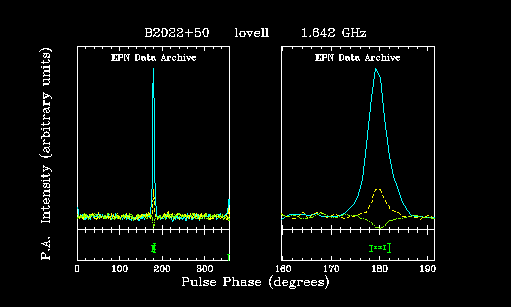 B2022+50 lovell 1.642 GHz
EPN Data Archive EPN Data Archive
Intensity (arbitrary units)
P.A.
0 100 200 300 160 170 180 190
Pulse Phase (degrees)